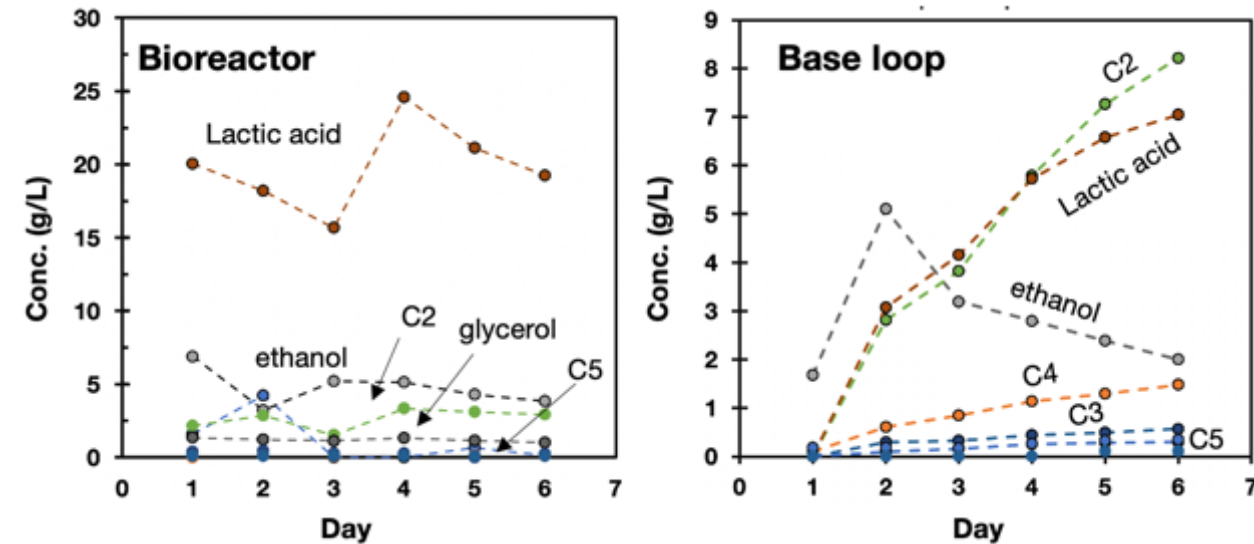 Bioreactor
Conc. (g/L)
30
25
20
15
10
5
0
Lactic acid
C2
glycerol
ethanol
C5
0 1 2 3 4 5 6 7
Day
Base loop
Conc. (g/L)
9
8
7
6
5
4
3
2
1
0
C2
Lactic acid
ethanol
C4
C3
C5
0 1 2 3 4 5 6 7
Day